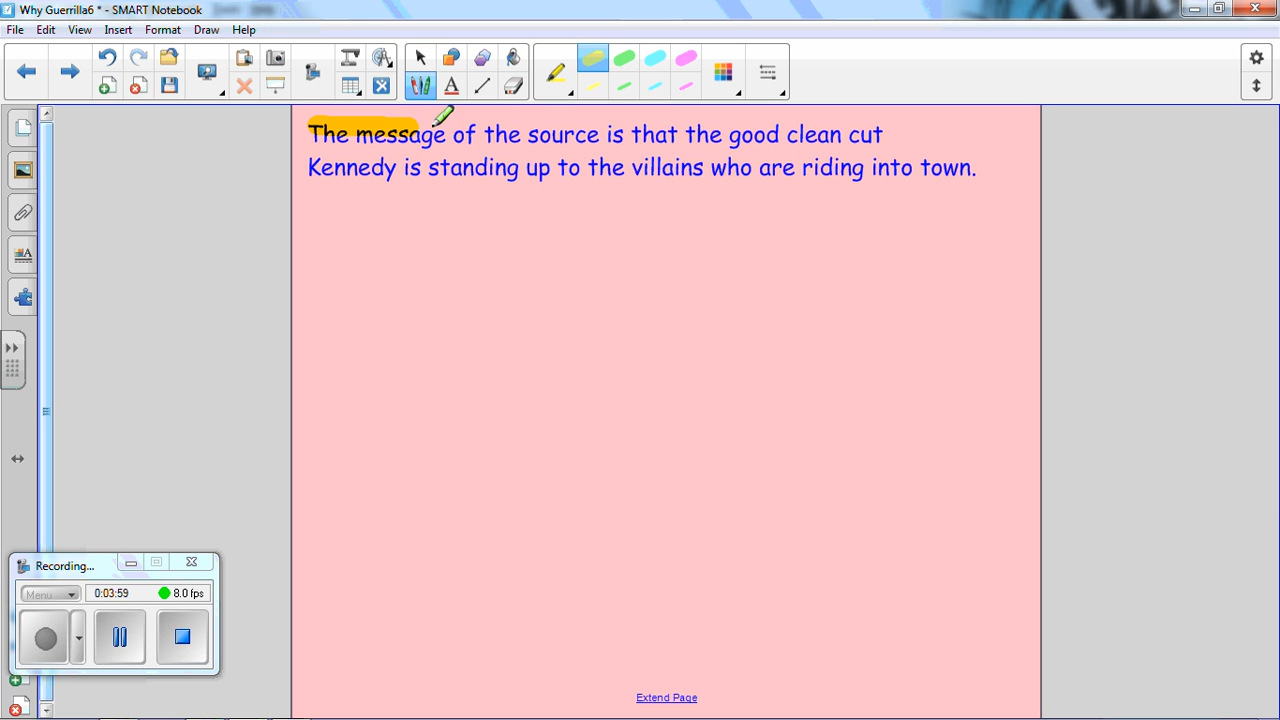 Why Guerrilla6 * - SMART Notebook
File Edit View Insert Format Draw Help
The message of the source is that the good clean cut
Kennedy is standing up to the villains who are riding into town.
Recording...
Menu 0:03:59 8.0 fps
Extend Page